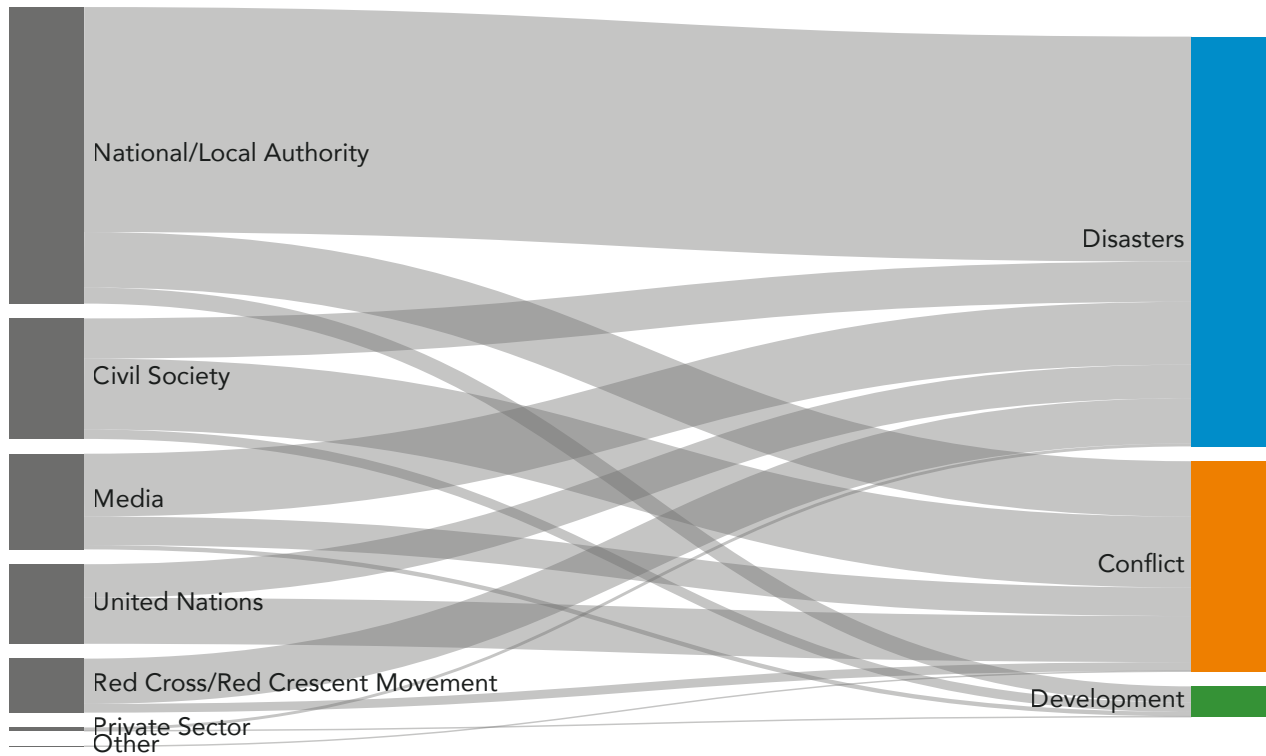 National/Local Authority
Civil Society
Media
United Nations
Red Cross/Red Crescent Movement
Private Sector
Other
Disasters
Conflict
Development